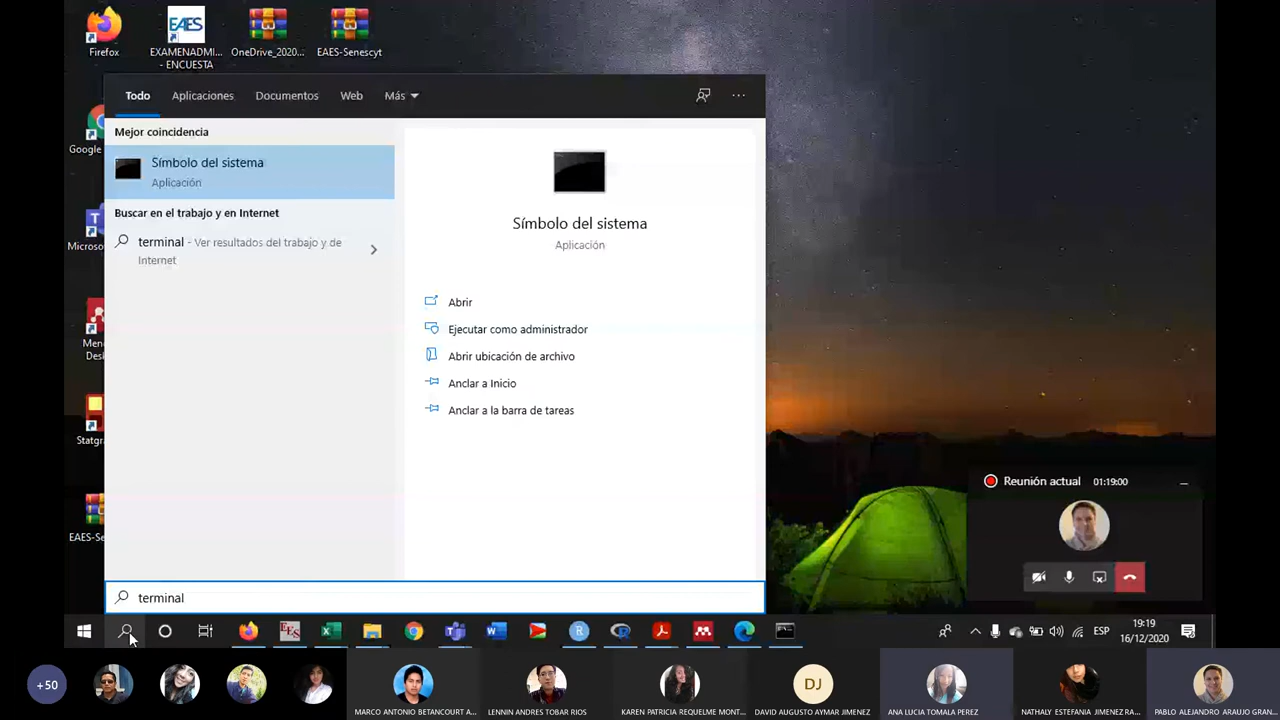 Firefox
EXAMENADMI...
- ENCUESTA
OneDrive_2020...
EAES-Senescyt
Todo
Aplicaciones
Documentos
Web
Más
Mejor coincidencia
Símbolo del sistema
Aplicación
Buscar en el trabajo y en Internet
terminal - Ver resultados del trabajo y de
Internet
Símbolo del sistema
Aplicación
Abrir
Ejecutar como administrador
Abrir ubicación de archivo
Anclar a Inicio
Anclar a la barra de tareas
terminal
Google
Microso
Mend
Desk
Statgra
EAES-Se
Reunión actual 01:19:00
ESP
19:19
16/12/2020
+50
MARCO ANTONIO BETANCOURT A...
LENNIN ANDRES TOBAR RIOS
KAREN PATRICIA REQUELME MONT...
DJ
DAVID AUGUSTO AYMAR JIMENEZ
ANA LUCIA TOMALA PEREZ
NATHALY ESTEFANIA JIMENEZ RA...
PABLO ALEJANDRO ARAUJO GRAN...